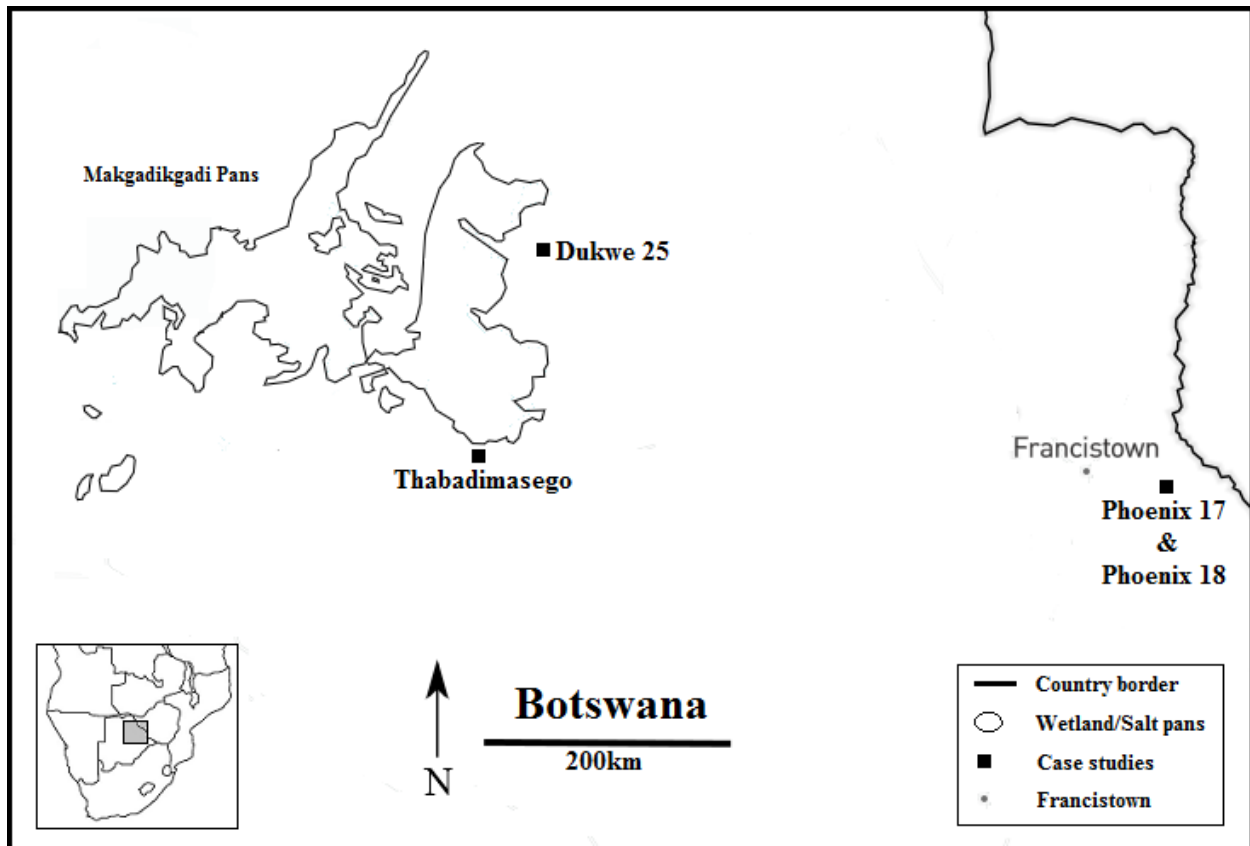 Makgadikgadi Pans
Dukwe 25
Thabadimasego
Francistown
Phoenix 17
&
Phoenix 18
N
Botswana
200km
Country border
Wetland/Salt pans
Case studies
Francistown